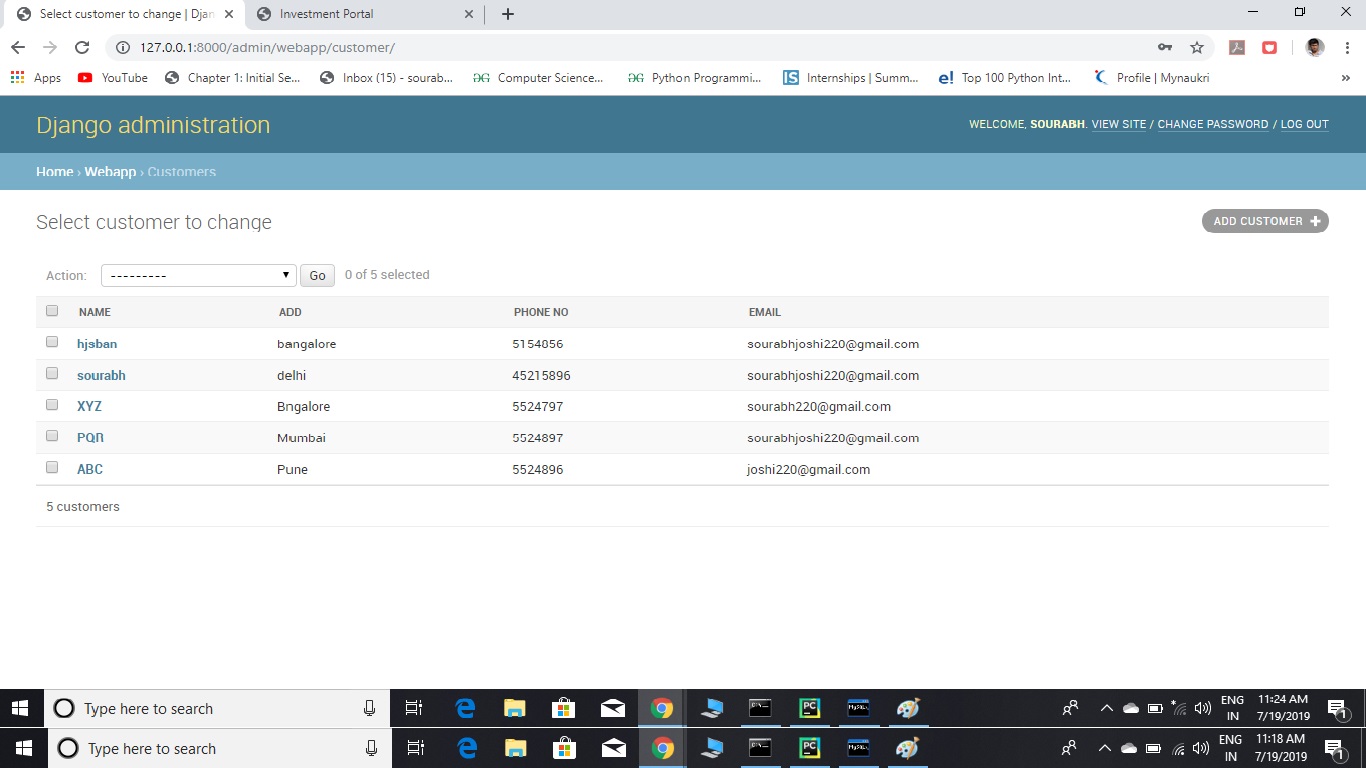 Select customer to change | Djan
Investment Portal
127.0.0.1:8000/admin/webapp/customer/
Apps YouTube Chapter 1: Initial Se... Inbox (15) - sourab... Computer Science... Python Programmi... Internships | Summ... Top 100 Python Int... Profile | Mynaukri »
Django administration
WELCOME, SOURABH. VIEW SITE / CHANGE PASSWORD / LOG OUT
Home › Webapp › Customers
Select customer to change
ADD CUSTOMER +
Action: --------- Go 0 of 5 selected
NAME ADD PHONE NO EMAIL
hjsban bangalore 5154856 sourabhjoshi220@gmail.com
sourabh delhi 45215896 sourabhjoshi220@gmail.com
XYZ Bngalore 5524797 sourabh220@gmail.com
PQR Mumbai 5524897 sourabhjoshi220@gmail.com
ABC Pune 5524896 joshi220@gmail.com
5 customers
Type here to search ENG 11:24 AM
IN 7/19/2019 1
Type here to search ENG 11:18 AM
IN 7/19/2019 1